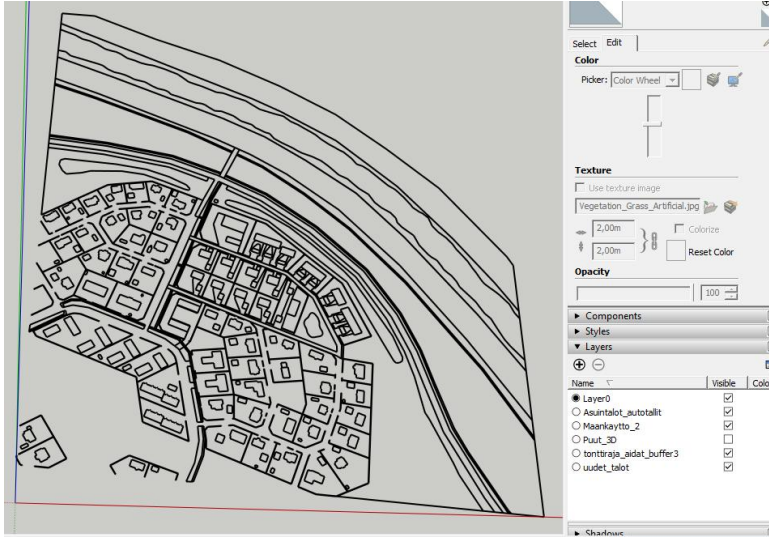 Select Edit
Color
Picker: Color Wheel
Texture
Use texture image
Vegetation_Grass_Artificial.jpg
2,00m
Colorize
2,00m
Reset Color
Opacity
100
Components
Styles
Layers
Name Visible Colo
Layer0
Asuintalot_autotallit
Maankaytto_2
Puut_3D
tonttiraja_aidat_buffer3
uudet_talot
Shadows